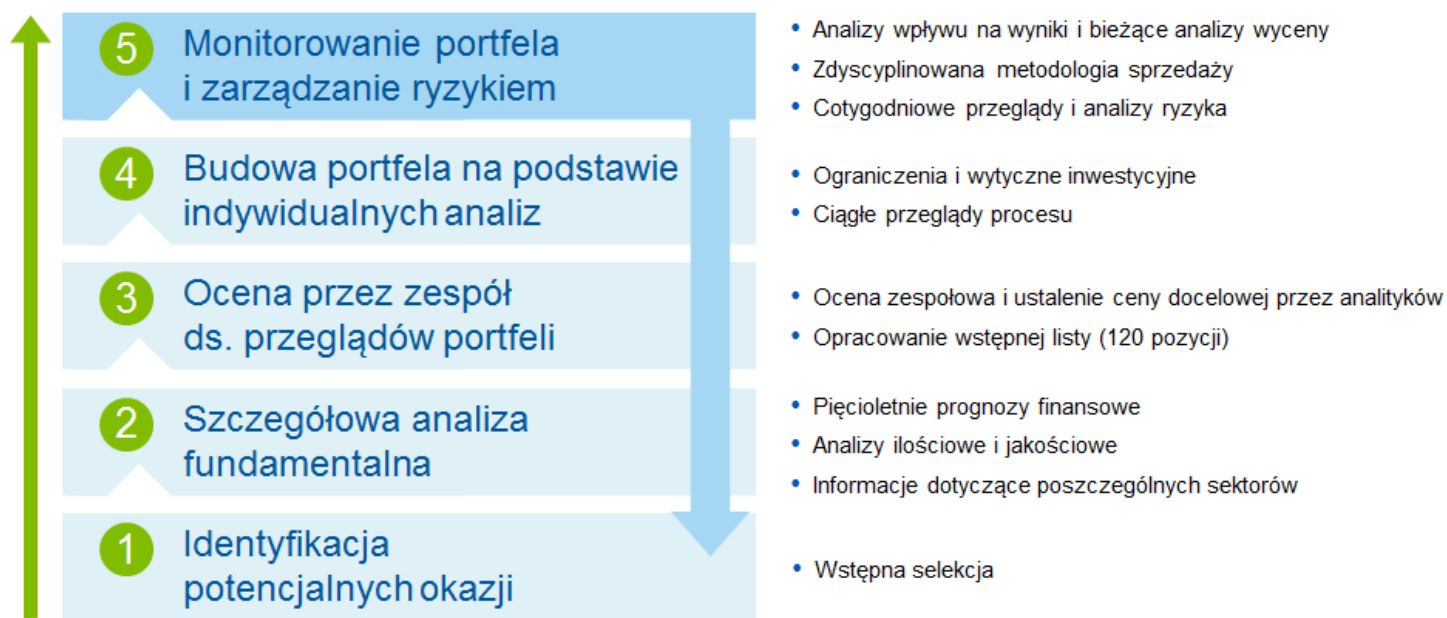 5
Monitorowanie portfela
i zarządzanie ryzykiem
• Analizy wpływu na wyniki i bieżące analizy wyceny
• Zdyscyplinowana metodologia sprzedaży
• Cotygodniowe przeglądy i analizy ryzyka
4
Budowa portfela na podstawie
indywidualnych analiz
• Ograniczenia i wytyczne inwestycyjne
• Ciągłe przeglądy procesu
3
Ocena przez zespół
ds. przeglądów portfeli
• Ocena zespołowa i ustalenie ceny docelowej przez analityków
• Opracowanie wstępnej listy (120 pozycji)
2
Szczegółowa analiza
fundamentalna
• Pięcioletnie prognozy finansowe
• Analizy ilościowe i jakościowe
• Informacje dotyczące poszczególnych sektorów
1
Identyfikacja
potencjalnych okazji
• Wstępna selekcja